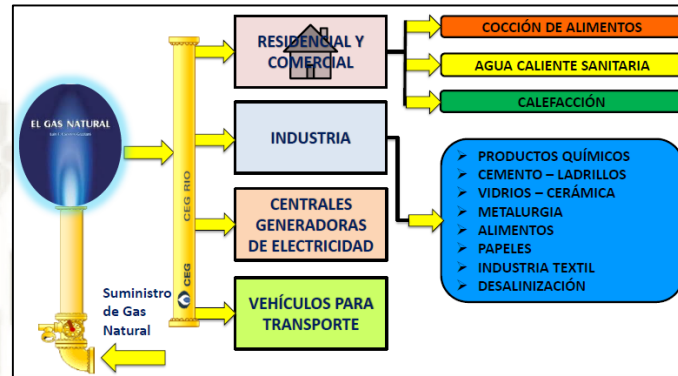 EL GAS NATURAL
Suministro
de Gas
Natural
CEG RIO
CEG
RESIDENCIAL Y
COMERCIAL
INDUSTRIA
CENTRALES
GENERADORAS
DE ELECTRICIDAD
VEHÍCULOS PARA
TRANSPORTE
COCCIÓN DE ALIMENTOS
AGUA CALIENTE SANITARIA
CALEFACCIÓN
PRODUCTOS QUÍMICOS
CEMENTO – LADRILLOS
VIDRIOS – CERÁMICA
METALURGIA
ALIMENTOS
PAPELES
INDUSTRIA TEXTIL
DESALINIZACIÓN